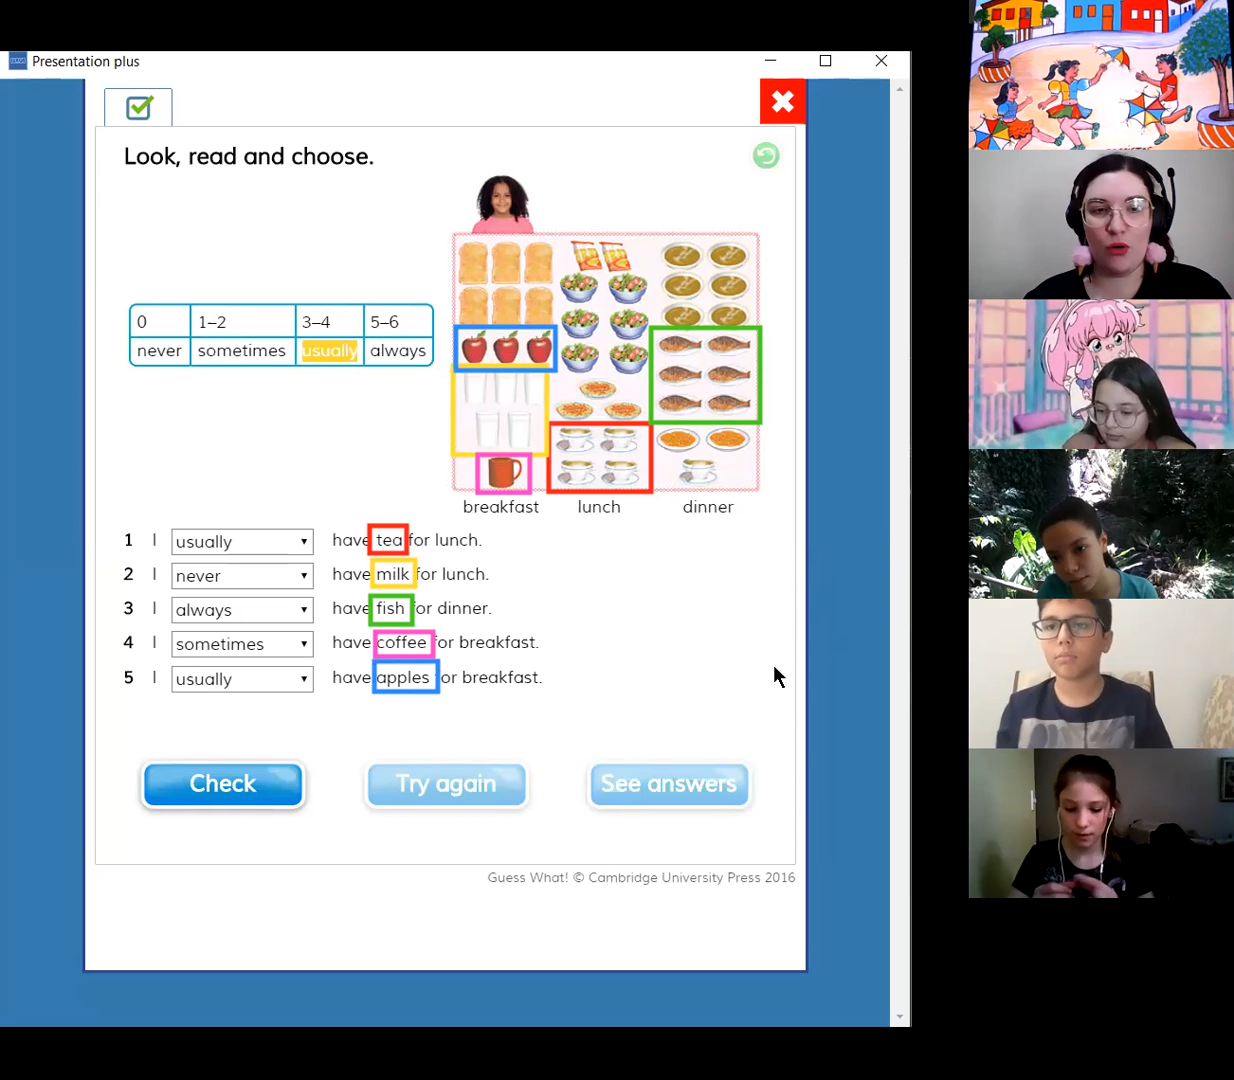 Presentation plus
Look, read and choose.
0 1–2 3–4 5–6
never sometimes usually always
breakfast lunch dinner
1 I usually have tea for lunch.
2 I never have milk for lunch.
3 I always have fish for dinner.
4 I sometimes have coffee for breakfast.
5 I usually have apples for breakfast.
Check Try again See answers
Guess What! © Cambridge University Press 2016